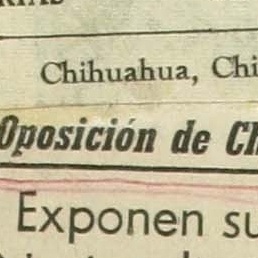 Chihuahua, Chi
Oposición de Ch
Exponen su